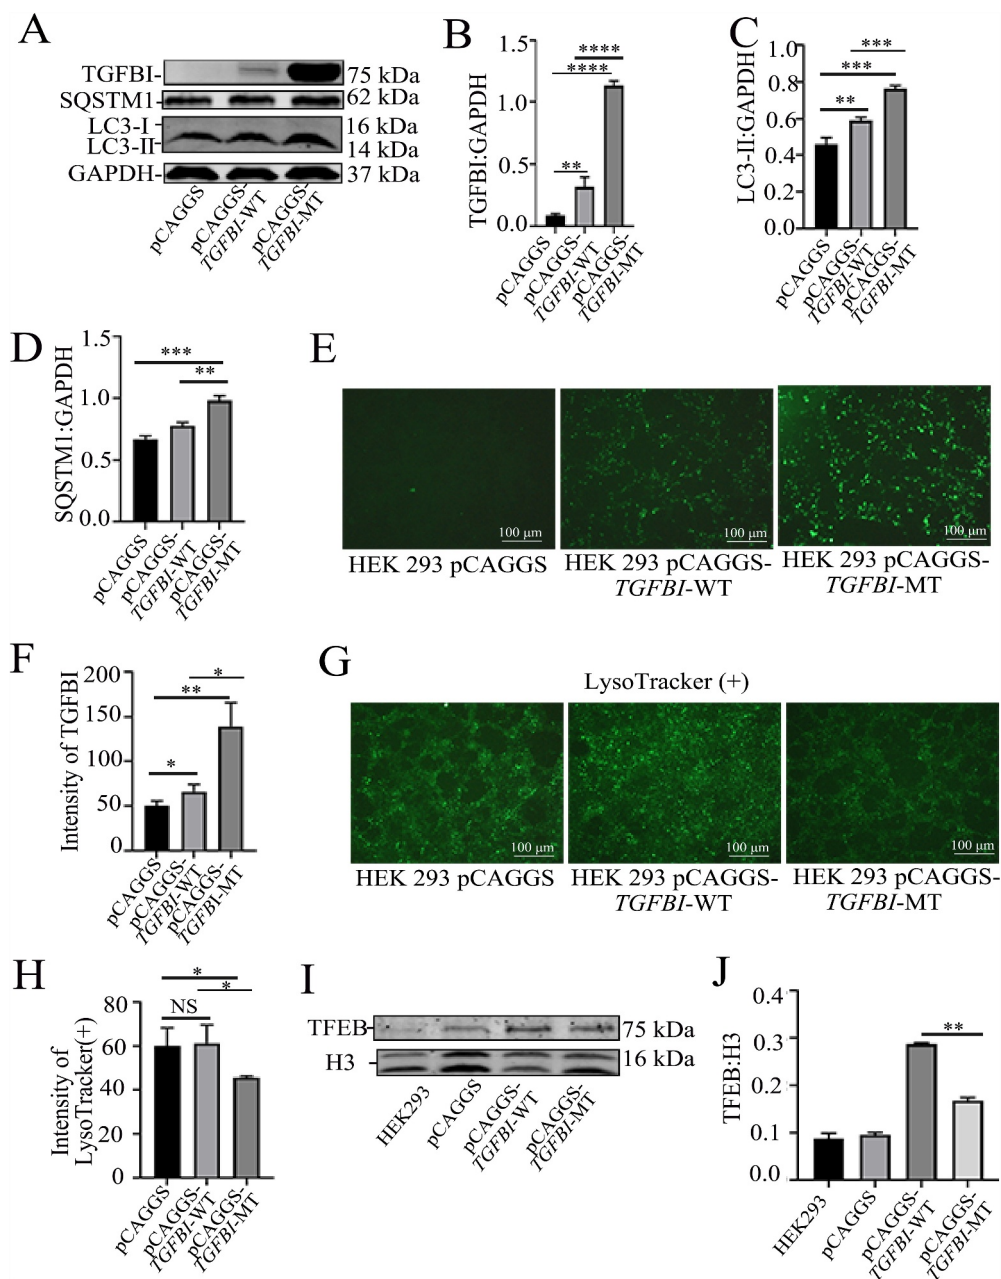 A
TGFBI-
75 kDa
SQSTM1-
62 kDa
LC3-I -
16 kDa
LC3-II-
14 kDa
GAPDH-
37 kDa
pCAGGS
pCAGGS-
TGFBI-WT
pCAGGS-
TGFBI-MT
B
TGFBI:GAPDH
1.5
1.0
0.5
0.0
**
****
****
pCAGGS
pCAGGS-
TGFBI-WT
pCAGGS-
TGFBI-MT
C
LC3-II:GAPDH
1.0
0.8
0.6
0.4
0.2
0
***
***
**
pCAGGS
pCAGGS-
TGFBI-WT
pCAGGS-
TGFBI-MT
D
SQSTM1:GAPDH
1.5
1.0
0.5
0.0
***
**
pCAGGS
pCAGGS-
TGFBI-WT
pCAGGS-
TGFBI-MT
E
100 μm
100 μm
100 μm
HEK 293 pCAGGS
HEK 293 pCAGGS-
TGFBI-WT
HEK 293 pCAGGS-
TGFBI-MT
F
Intensity of TGFBI
200
150
100
50
0
*
**
*
pCAGGS
pCAGGS-
TGFBI-WT
pCAGGS-
TGFBI-MT
G
LysoTracker (+)
100 μm
100 μm
100 μm
HEK 293 pCAGGS
HEK 293 pCAGGS-
TGFBI-WT
HEK 293 pCAGGS-
TGFBI-MT
H
Intensity of
LysoTracker(+)
80
60
40
20
0
*
*
NS
pCAGGS
pCAGGS-
TGFBI-WT
pCAGGS-
TGFBI-MT
I
TFEB-
75 kDa
H3
16 kDa
HEK293
pCAGGS
pCAGGS-
TGFBI-WT
pCAGGS-
TGFBI-MT
J
TFEB:H3
0.4
0.3
0.2
0.1
0.0
**
HEK293
pCAGGS
pCAGGS-
TGFBI-WT
pCAGGS-
TGFBI-MT